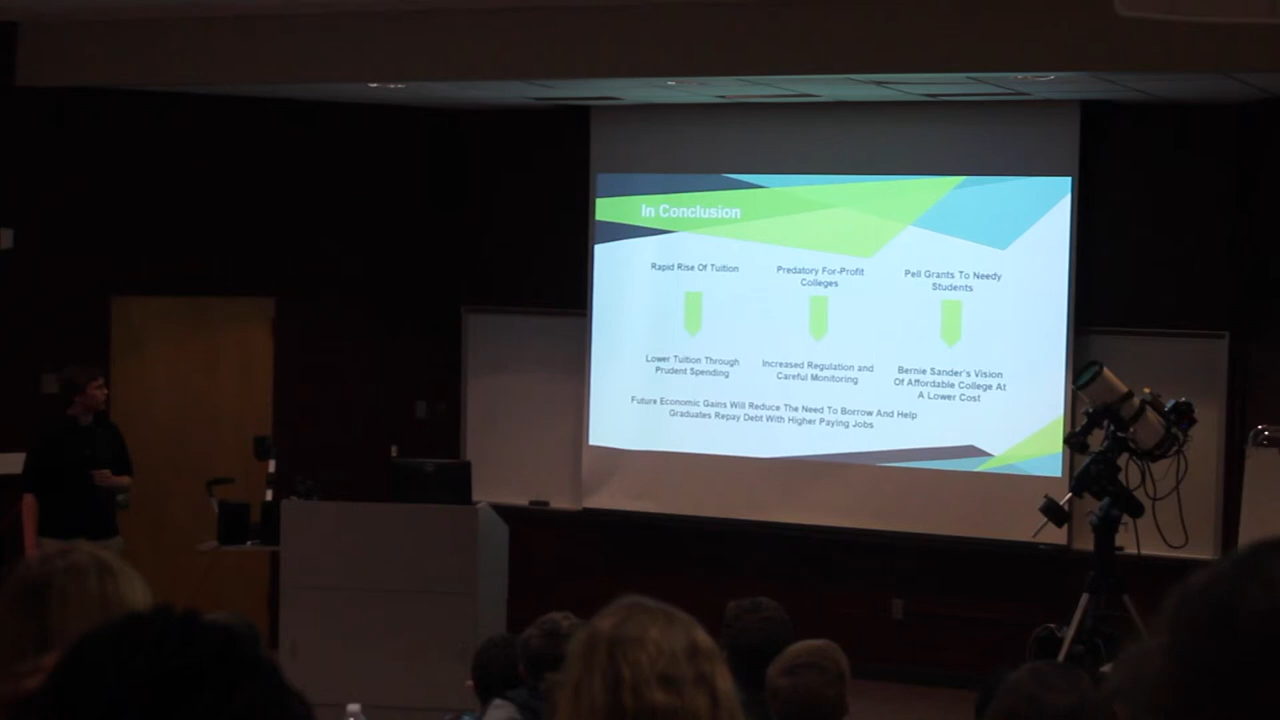 In Conclusion
Rapid Rise Of Tuition
Predatory For-Profit
Colleges
Pell Grants To Needy
Students
Lower Tuition Through
Prudent Spending
Increased Regulation and
Careful Monitoring
Bernie Sander's Vision
Of Affordable College At
A Lower Cost
Future Economic Gains Will Reduce The Need To Borrow And Help
Graduates Repay Debt With Higher Paying Jobs